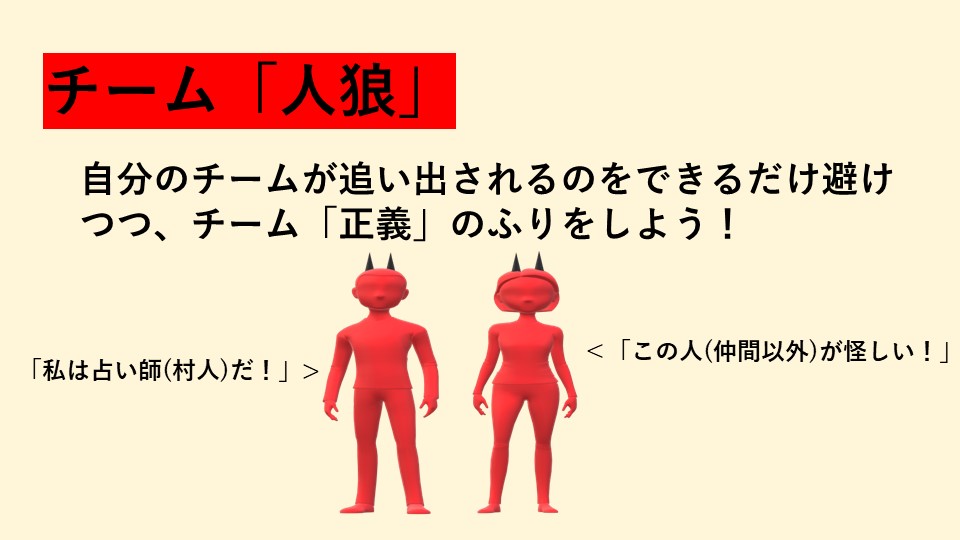 チーム「人狼」
自分のチームが追い出されるのをできるだけ避け
つつ、チーム「正義」のふりをしよう！
「私は占い師(村人)だ！」>
<「この人(仲間以外)が怪しい！」